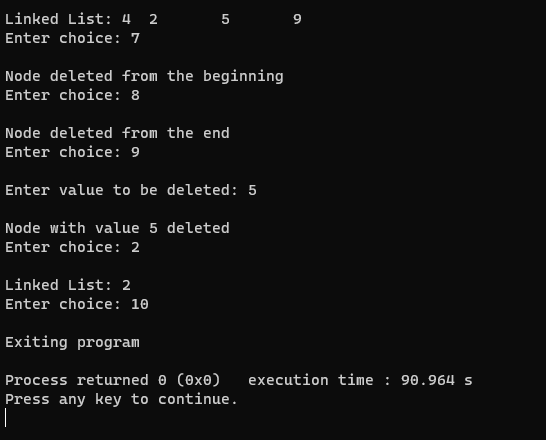 Linked List: 4  2       5       9
Enter choice: 7
Node deleted from the beginning
Enter choice: 8
Node deleted from the end
Enter choice: 9
Enter value to be deleted: 5
Node with value 5 deleted
Enter choice: 2
Linked List: 2
Enter choice: 10
Exiting program
Process returned 0 (0x0)   execution time : 90.964 s
Press any key to continue.